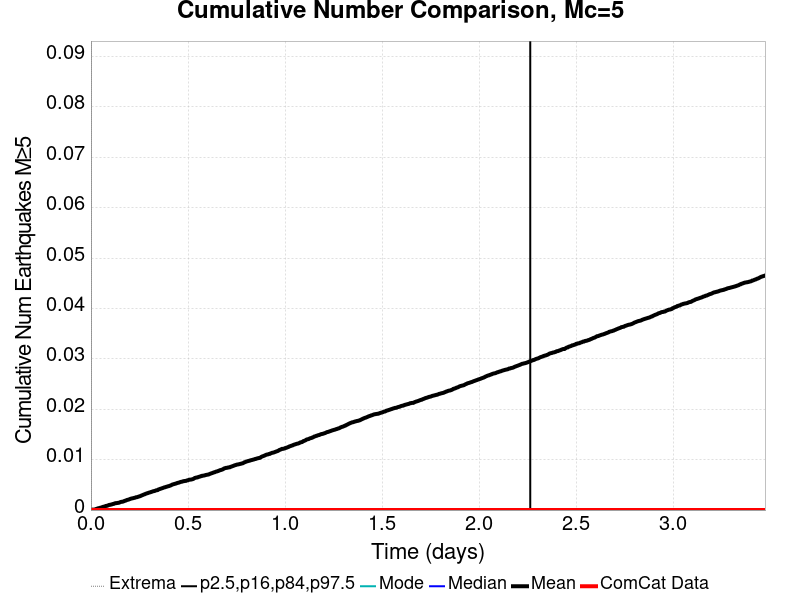 Cumulative Number Comparison, Mc=5
Cumulative Num Earthquakes M≥5
0.09
0.08
0.07
0.06
0.05
0.04
0.03
0.02
0.01
0
0.0 0.5 1.0 1.5 2.0 2.5 3.0
Time (days)
Extrema p2.5,p16,p84,p97.5 Mode Median Mean ComCat Data